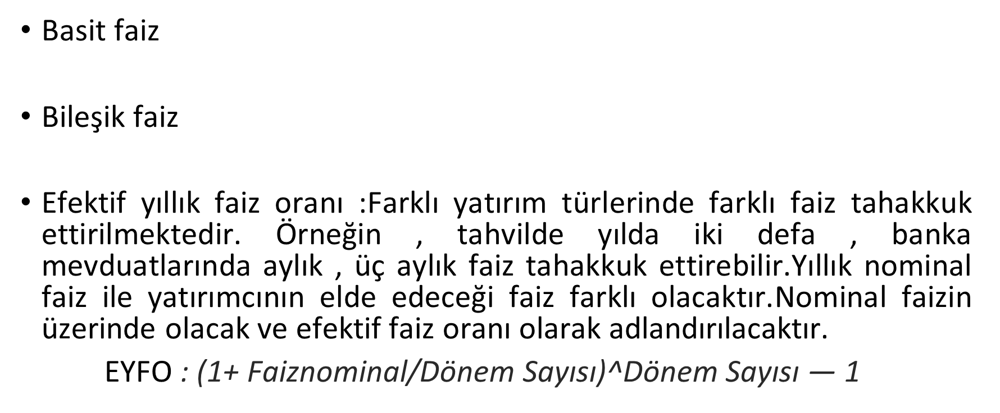 • Basit faiz
• Bileşik faiz
• Efektif yıllık faiz oranı :Farklı yatırım türlerinde farklı faiz tahakkuk
ettirilmektedir. Örneğin , tahvilde yılda iki defa , banka
mevduatlarında aylık , üç aylık faiz tahakkuk ettirebilir.Yıllık nominal
faiz ile yatırımcının elde edeceği faiz farklı olacaktır.Nominal faizin
üzerinde olacak ve efektif faiz oranı olarak adlandırılacaktır.
EYFO : (1+ Faiznominal/Dönem Sayısı)^Dönem Sayısı — 1